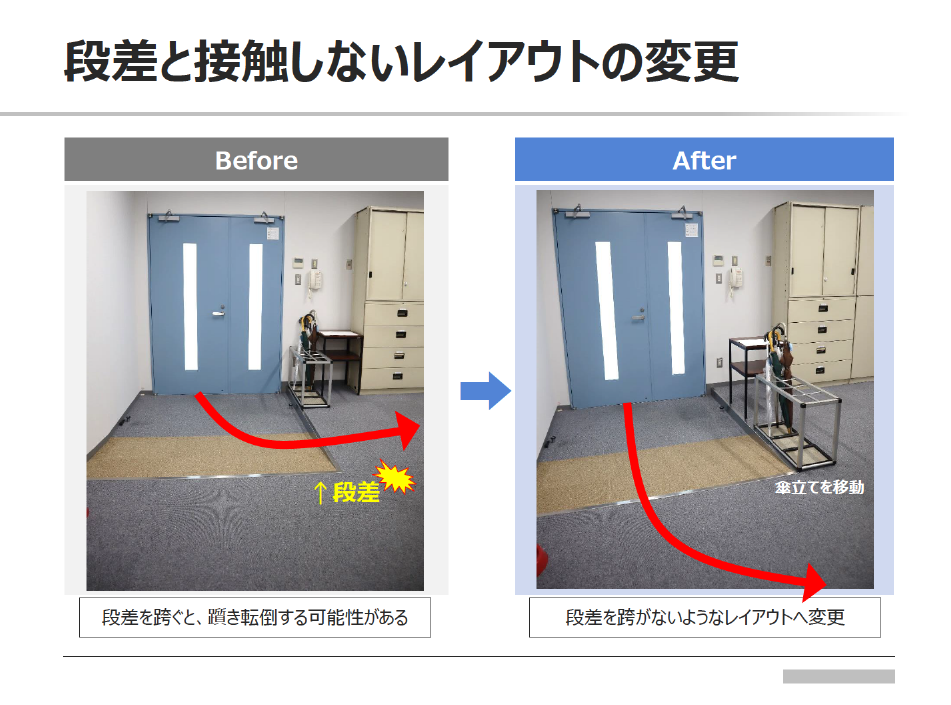 段差と接触しないレイアウトの変更
Before
After
↑段差
傘立てを移動
段差を跨ぐと、躓き転倒する可能性がある
段差を跨がないようなレイアウトへ変更